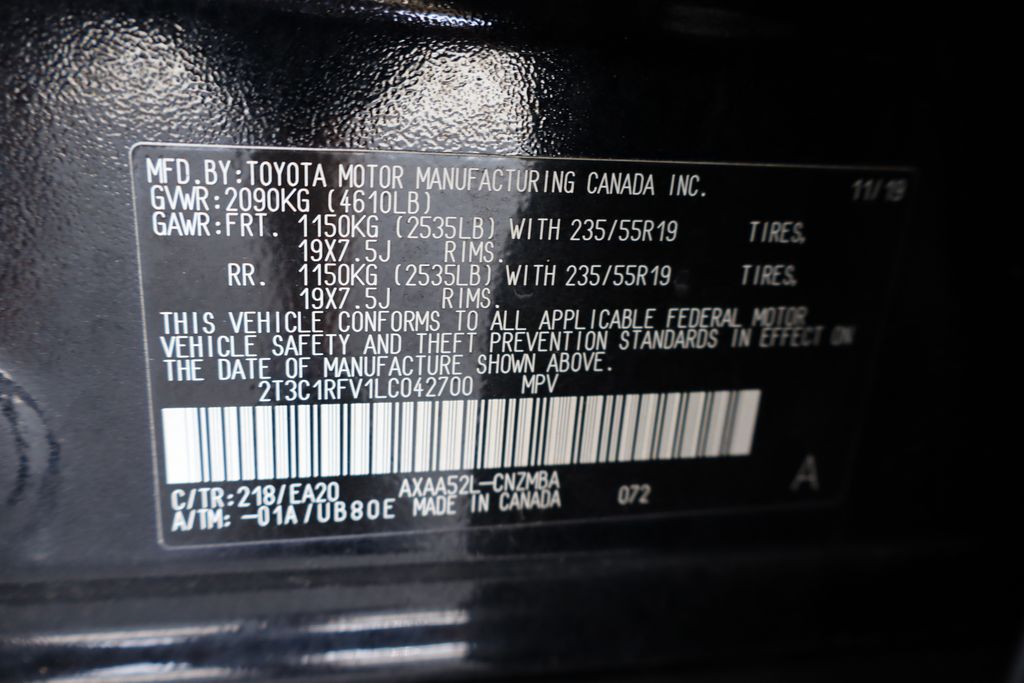 MFD.BY:TOYOTA MOTOR MANUFACTURING CANADA INC. 11/19
GVWR:2090KG (4610LB)
GAWR:FRT. 1150KG (2535LB) WITH 235/55R19 TIRES,
19X7.5J RIMS.
RR. 1150KG (2535LB) WITH 235/55R19 TIRES,
19X7.5J RIMS.
THIS VEHICLE CONFORMS TO ALL APPLICABLE FEDERAL MOTOR
VEHICLE SAFETY AND THEFT PREVENTION STANDARDS IN EFFECT ON
THE DATE OF MANUFACTURE SHOWN ABOVE.
2T3C1RFV1LC042700 MPV
C/TR:218/EA20 AXAA52L-CNZMBA 072 A
A/TM: -01A/UB80E MADE IN CANADA